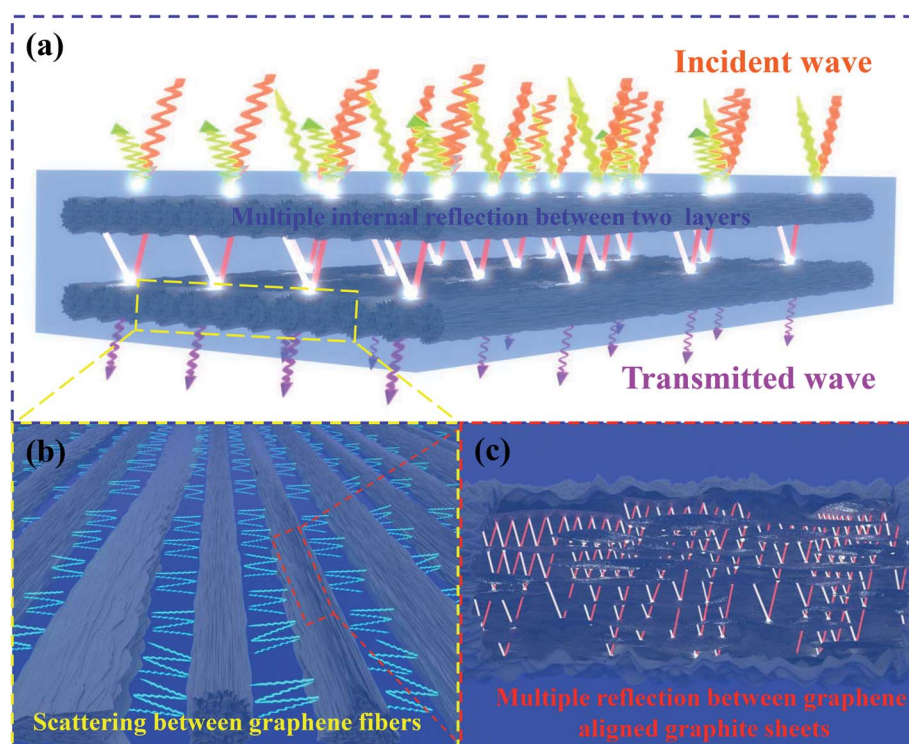 (a)
Incident wave
Multiple internal reflection between two layers
Transmitted wave
(b)
Scattering between graphene fibers
(c)
Multiple reflection between graphene
aligned graphite sheets